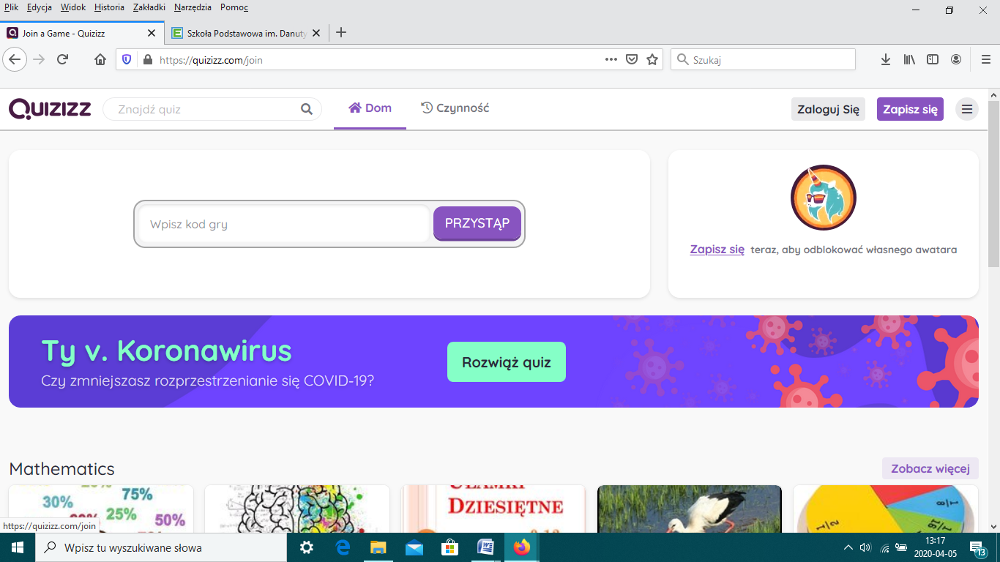 Plik Edycja Widok Historia Zakładki Narzędzia Pomoc
Join a Game - Quizizz
Szkoła Podstawowa im. Danuty
https://quizizz.com/join
Szukaj
Quizizz
Znajdź quiz
Dom
Czynność
Zaloguj Się
Zapisz się
Wpisz kod gry
PRZYSTĄP
Zapisz się teraz, aby odblokować własnego awatara
Ty v. Koronawirus
Czy zmniejszasz rozprzestrzenianie się COVID-19?
Rozwiąż quiz
Mathematics
Zobacz więcej
75%
30%
25%
50%
DZIESIĘTNE
https://quizizz.com/join
Wpisz tu wyszukiwane słowa
13:17
2020-04-05
13